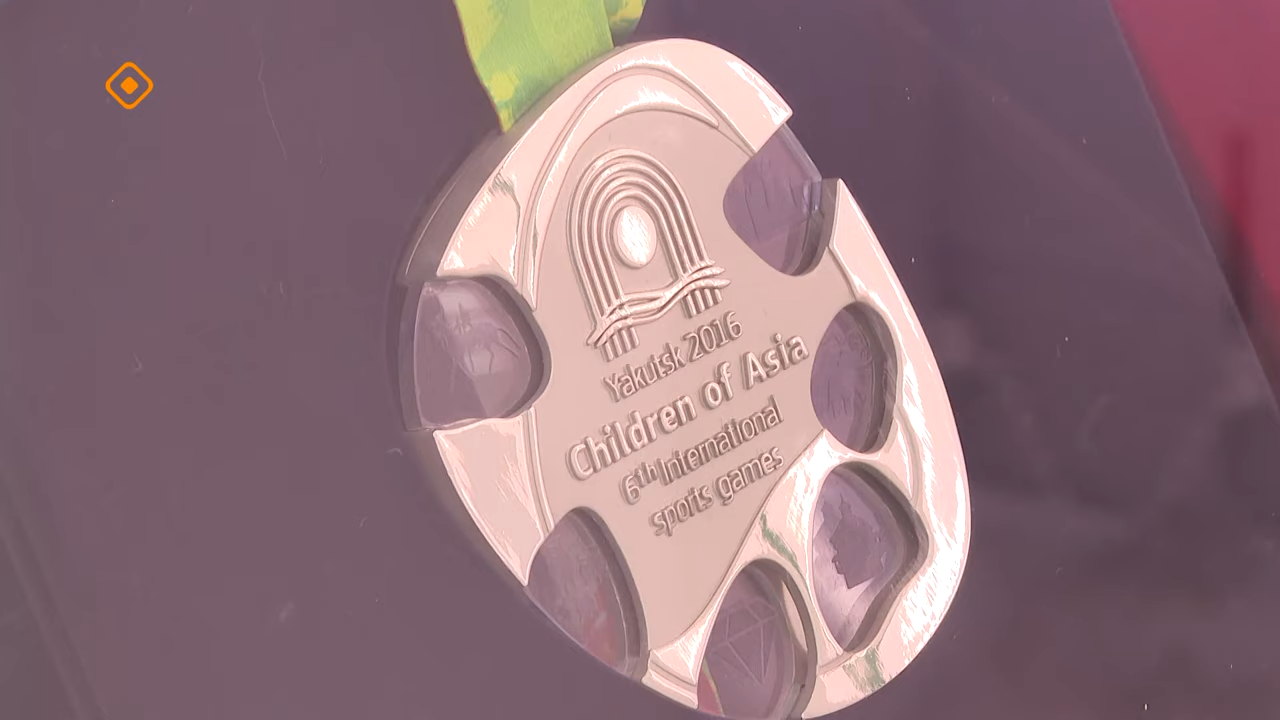 Yakutsk 2016
Children of Asia
6th International
sports games